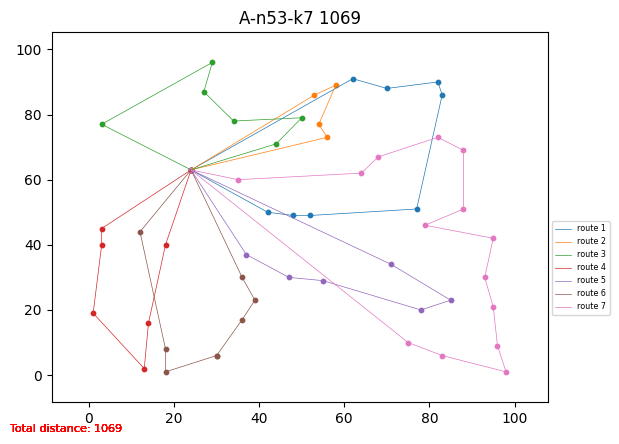 A-n53-k7 1069
100
80
60
40
20
0
0 20 40 60 80 100
route 1
route 2
route 3
route 4
route 5
route 6
route 7
Total distance: 1069